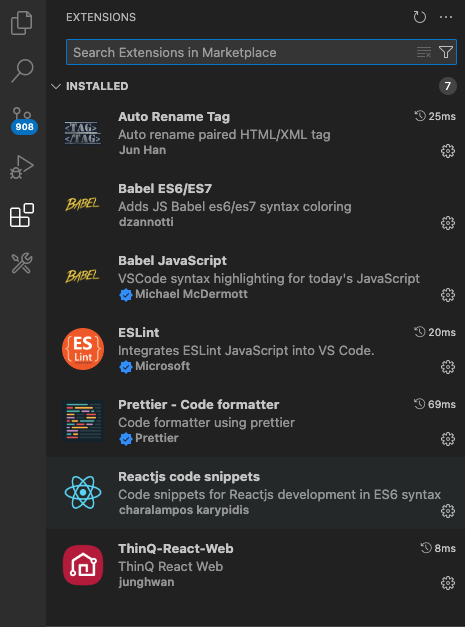 EXTENSIONS
Search Extensions in Marketplace
INSTALLED 7
<TAG>
</TAG>
Auto Rename Tag 25ms
Auto rename paired HTML/XML tag
Jun Han
908
BABEL
Babel ES6/ES7
Adds JS Babel es6/es7 syntax coloring
dzannotti
BABEL
Babel JavaScript
VSCode syntax highlighting for today's JavaScript
Michael McDermott
{ES}
Lint
ESLint 20ms
Integrates ESLint JavaScript into VS Code.
Microsoft
Prettier - Code formatter 69ms
Code formatter using prettier
Prettier
Reactjs code snippets
Code snippets for Reactjs development in ES6 syntax
charalampos karypidis
ThinQ-React-Web 8ms
ThinQ React Web
junghwan